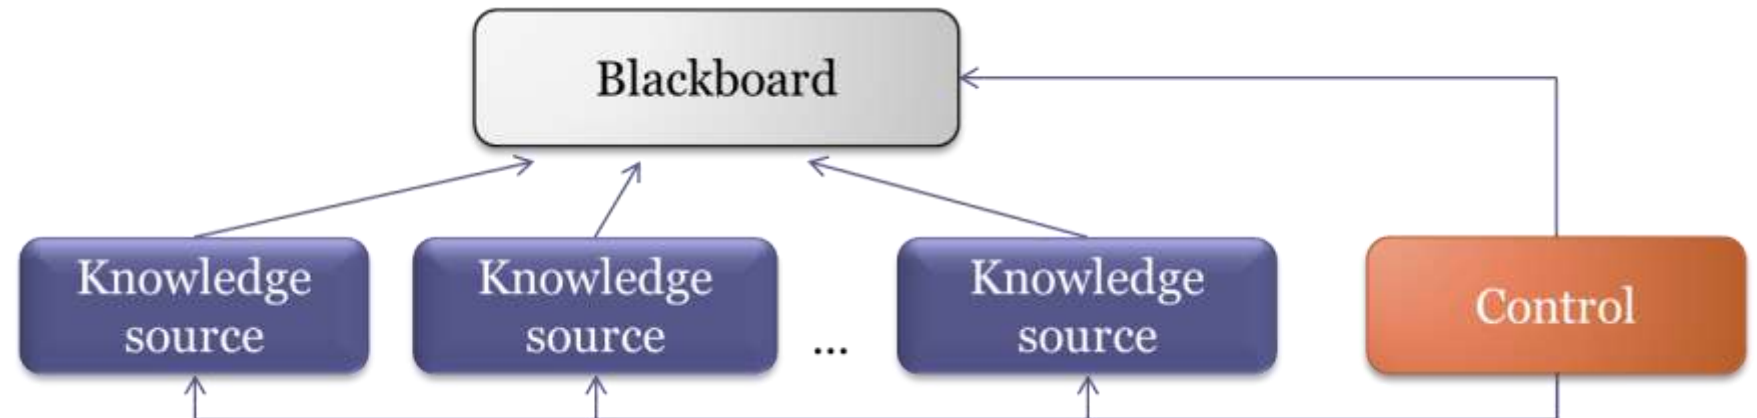 Blackboard
Knowledge
source
Knowledge
source
...
Knowledge
source
Control